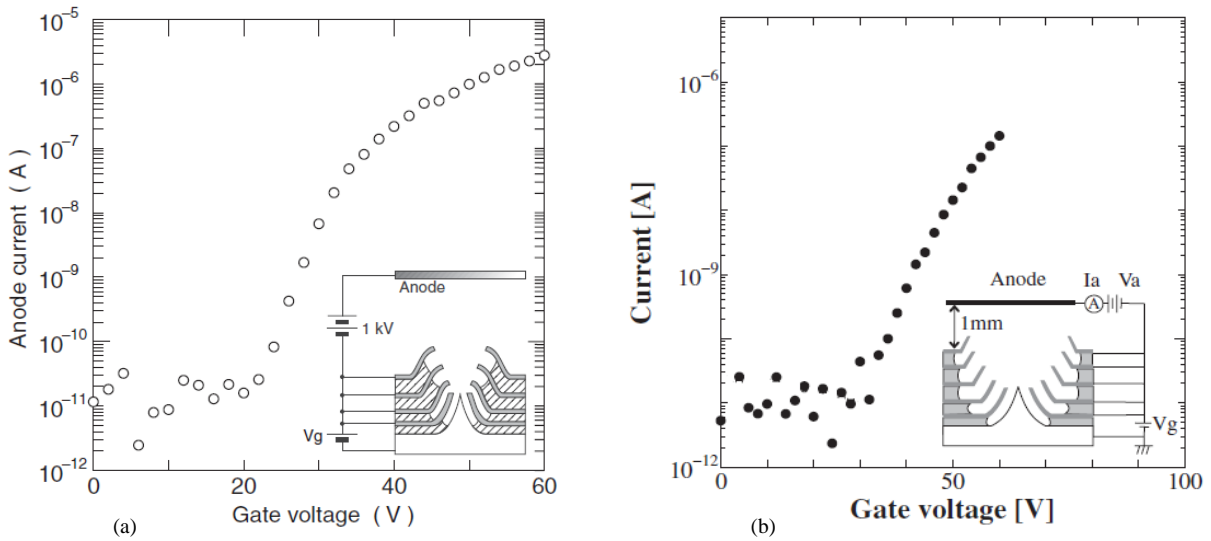 Anode current ( A )
10⁻⁵
10⁻⁶
10⁻⁷
10⁻⁸
10⁻⁹
10⁻¹⁰
10⁻¹¹
10⁻¹²
0
20
40
60
Gate voltage ( V )
Anode
1 kV
Vg
(a)
Current [A]
10⁻⁶
10⁻⁹
10⁻¹²
0
50
100
Gate voltage [V]
Anode
Ia
Va
A
1mm
Vg
(b)